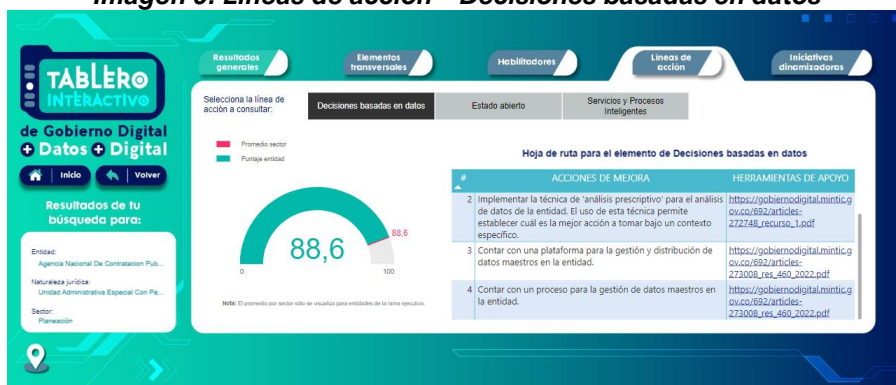 Imagen 9. Líneas de acción – Decisiones basadas en datos
TABLERO
INTERACTIVO
de Gobierno Digital
+ Datos + Digital
Inicio
Volver
Resultados de tu
búsqueda para:
Entidad:
Agencia Nacional De Contratacion Pub...
Naturaleza jurídica:
Unidad Administrativa Especial Con Pe...
Sector:
Planeación
Resultados
generales
Elementos
transversales
Habilitadores
Líneas de
acción
Iniciativas
dinamizadoras
Selecciona la línea de
acción a consultar:
Decisiones basadas en datos
Estado abierto
Servicios y Procesos
Inteligentes
Promedio sector
Puntaje entidad
88,6
88,6
0
100
Nota: El promedio por sector sólo se visualiza para entidades de la rama ejecutiva.
Hoja de ruta para el elemento de Decisiones basadas en datos
# ACCIONES DE MEJORA HERRAMIENTAS DE APOYO
2 Implementar la técnica de 'análisis prescriptivo' para el análisis
de datos de la entidad. El uso de esta técnica permite
establecer cuál es la mejor acción a tomar bajo un contexto
específico.
https://gobiernodigital.mintic.g
ov.co/692/articles-
272748_recurso_1.pdf
3 Contar con una plataforma para la gestión y distribución de
datos maestros en la entidad.
https://gobiernodigital.mintic.g
ov.co/692/articles-
273008_res_460_2022.pdf
4 Contar con un proceso para la gestión de datos maestros en
la entidad.
https://gobiernodigital.mintic.g
ov.co/692/articles-
273008_res_460_2022.pdf